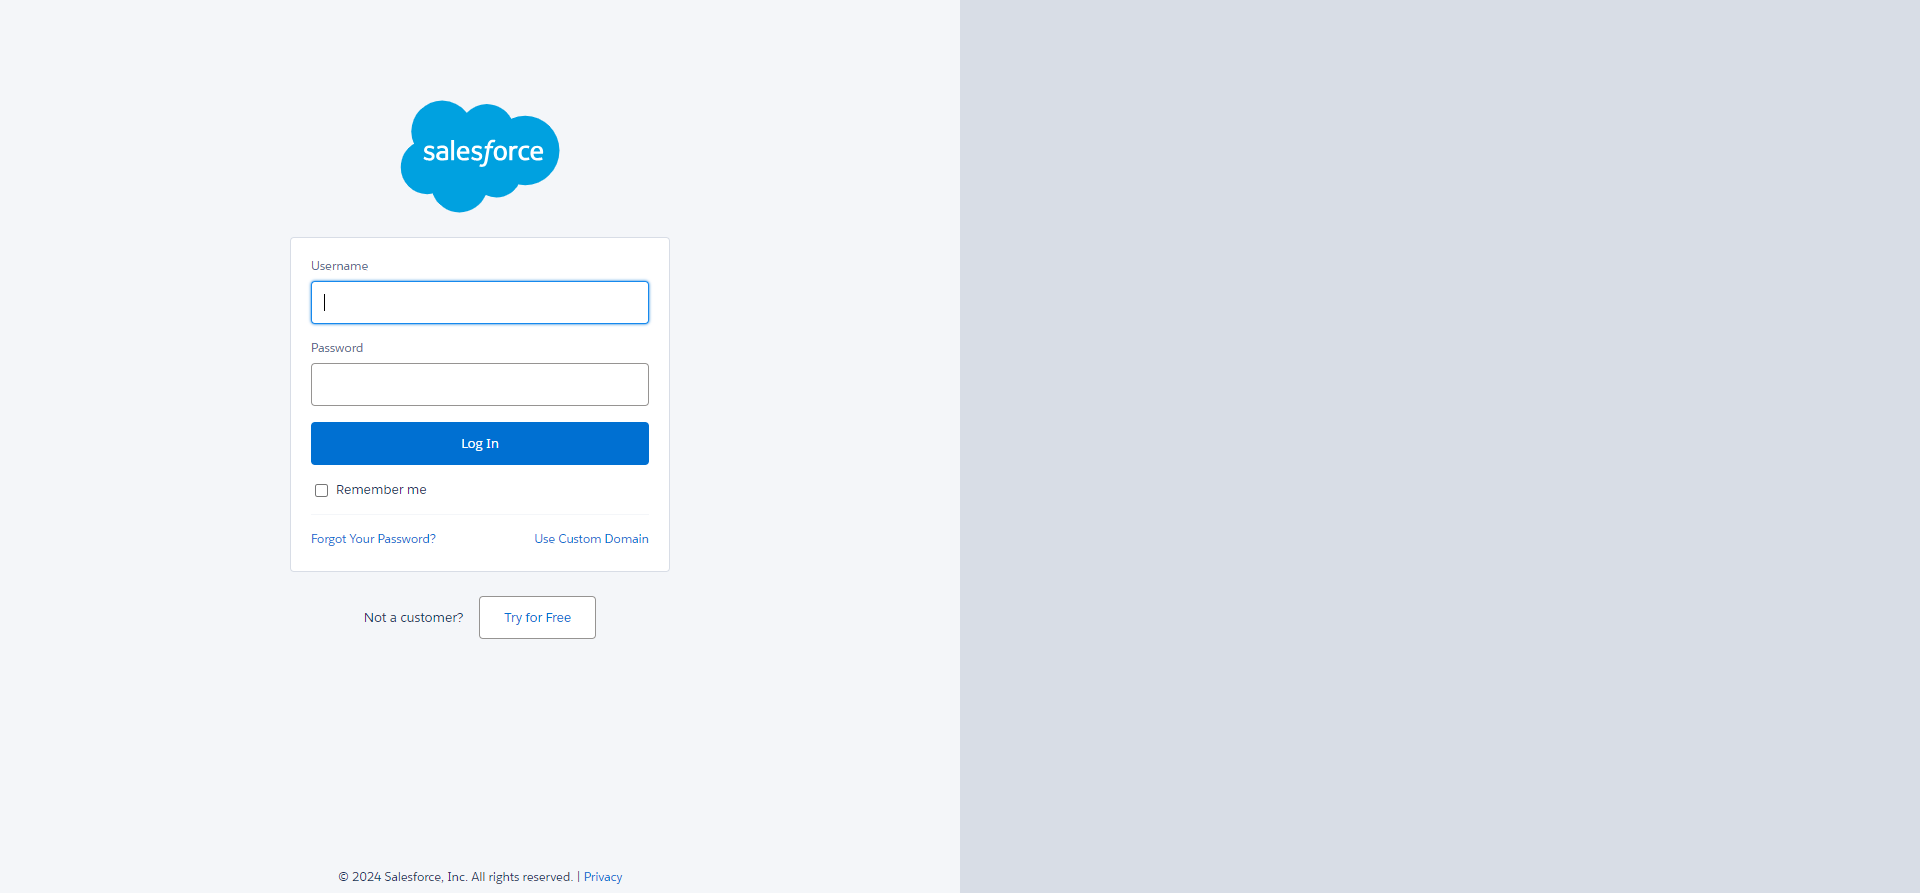 salesforce
Username
Password
Log In
Remember me
Forgot Your Password? Use Custom Domain
Not a customer? Try for Free
© 2024 Salesforce, Inc. All rights reserved. | Privacy